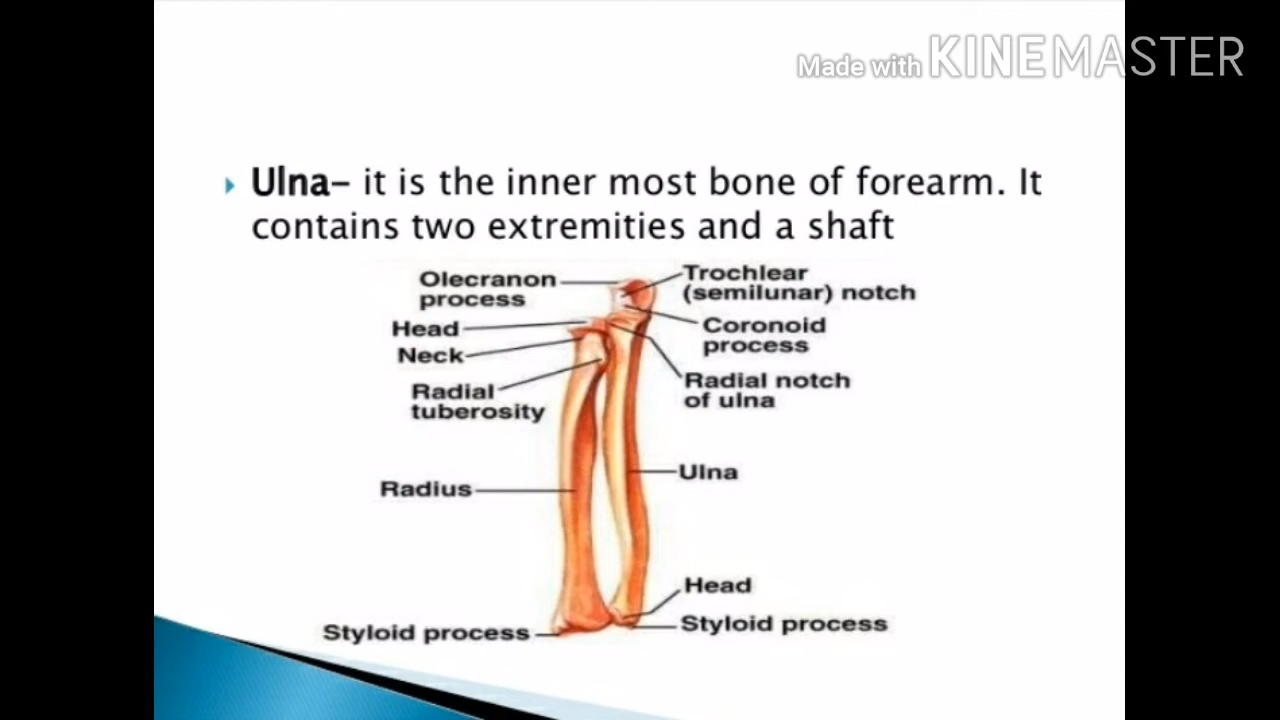 Made with KINEMASTER
Ulna- it is the inner most bone of forearm. It
contains two extremities and a shaft
Olecranon
process
Head
Neck
Radial
tuberosity
Radius
Styloid process
Trochlear
(semilunar) notch
Coronoid
process
Radial notch
of ulna
Ulna
Head
Styloid process